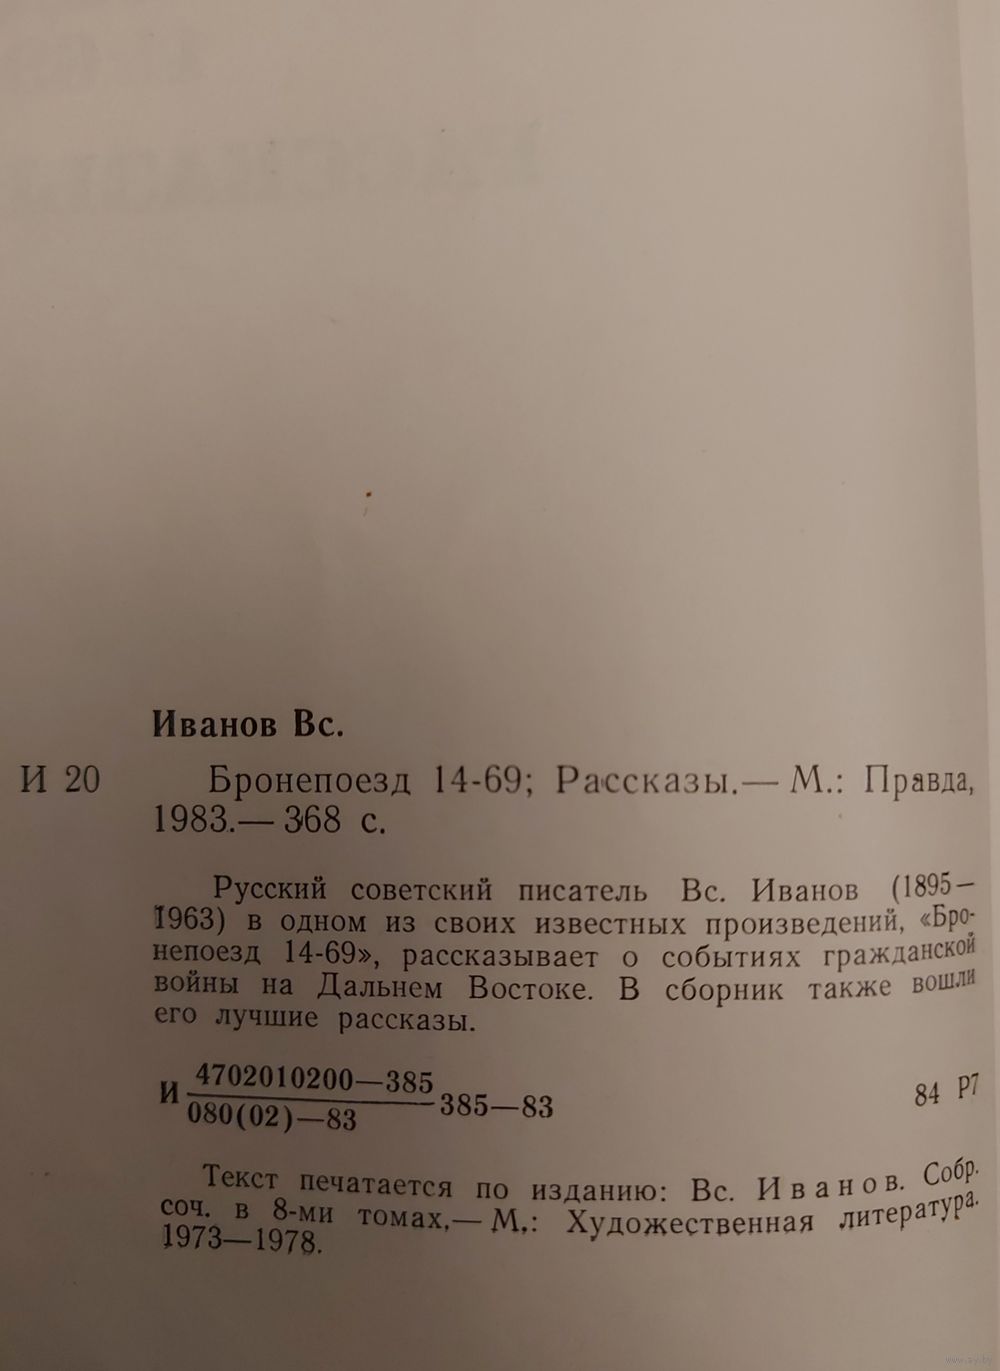 Иванов Вс.
И 20 Бронепоезд 14-69; Рассказы.— М.: Правда,
1983.— 368 с.
Русский советский писатель Вс. Иванов (1895—
1963) в одном из своих известных произведений, «Бро-
непоезд 14-69», рассказывает о событиях гражданской
войны на Дальнем Востоке. В сборник также вошли
его лучшие рассказы.
4702010200—385
И 080(02)—83 385—83 84 Р7
Текст печатается по изданию: Вс. Иванов. Собр.
соч. в 8-ми томах,— М,: Художественная литература.
1973—1978.